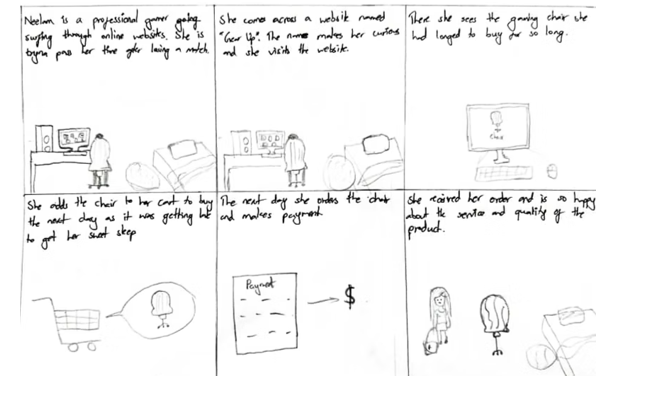 Neelam is a projessional gamer going
surfing through online websites. She is
tryna pass her time after losing a match.
She comes across a website named
"Gear Up". The name makes her curious
and she visits the website.
There she sees the gaming chair she
had longed to buy for so long.
Chair
She adds the chair to her cart to buy
the next day as it was getting late
to get her sweet sleep
The next day she orders the chair
and makes payment.
Payment
$
She received her order and is so happy
about the service and quality of the
product.